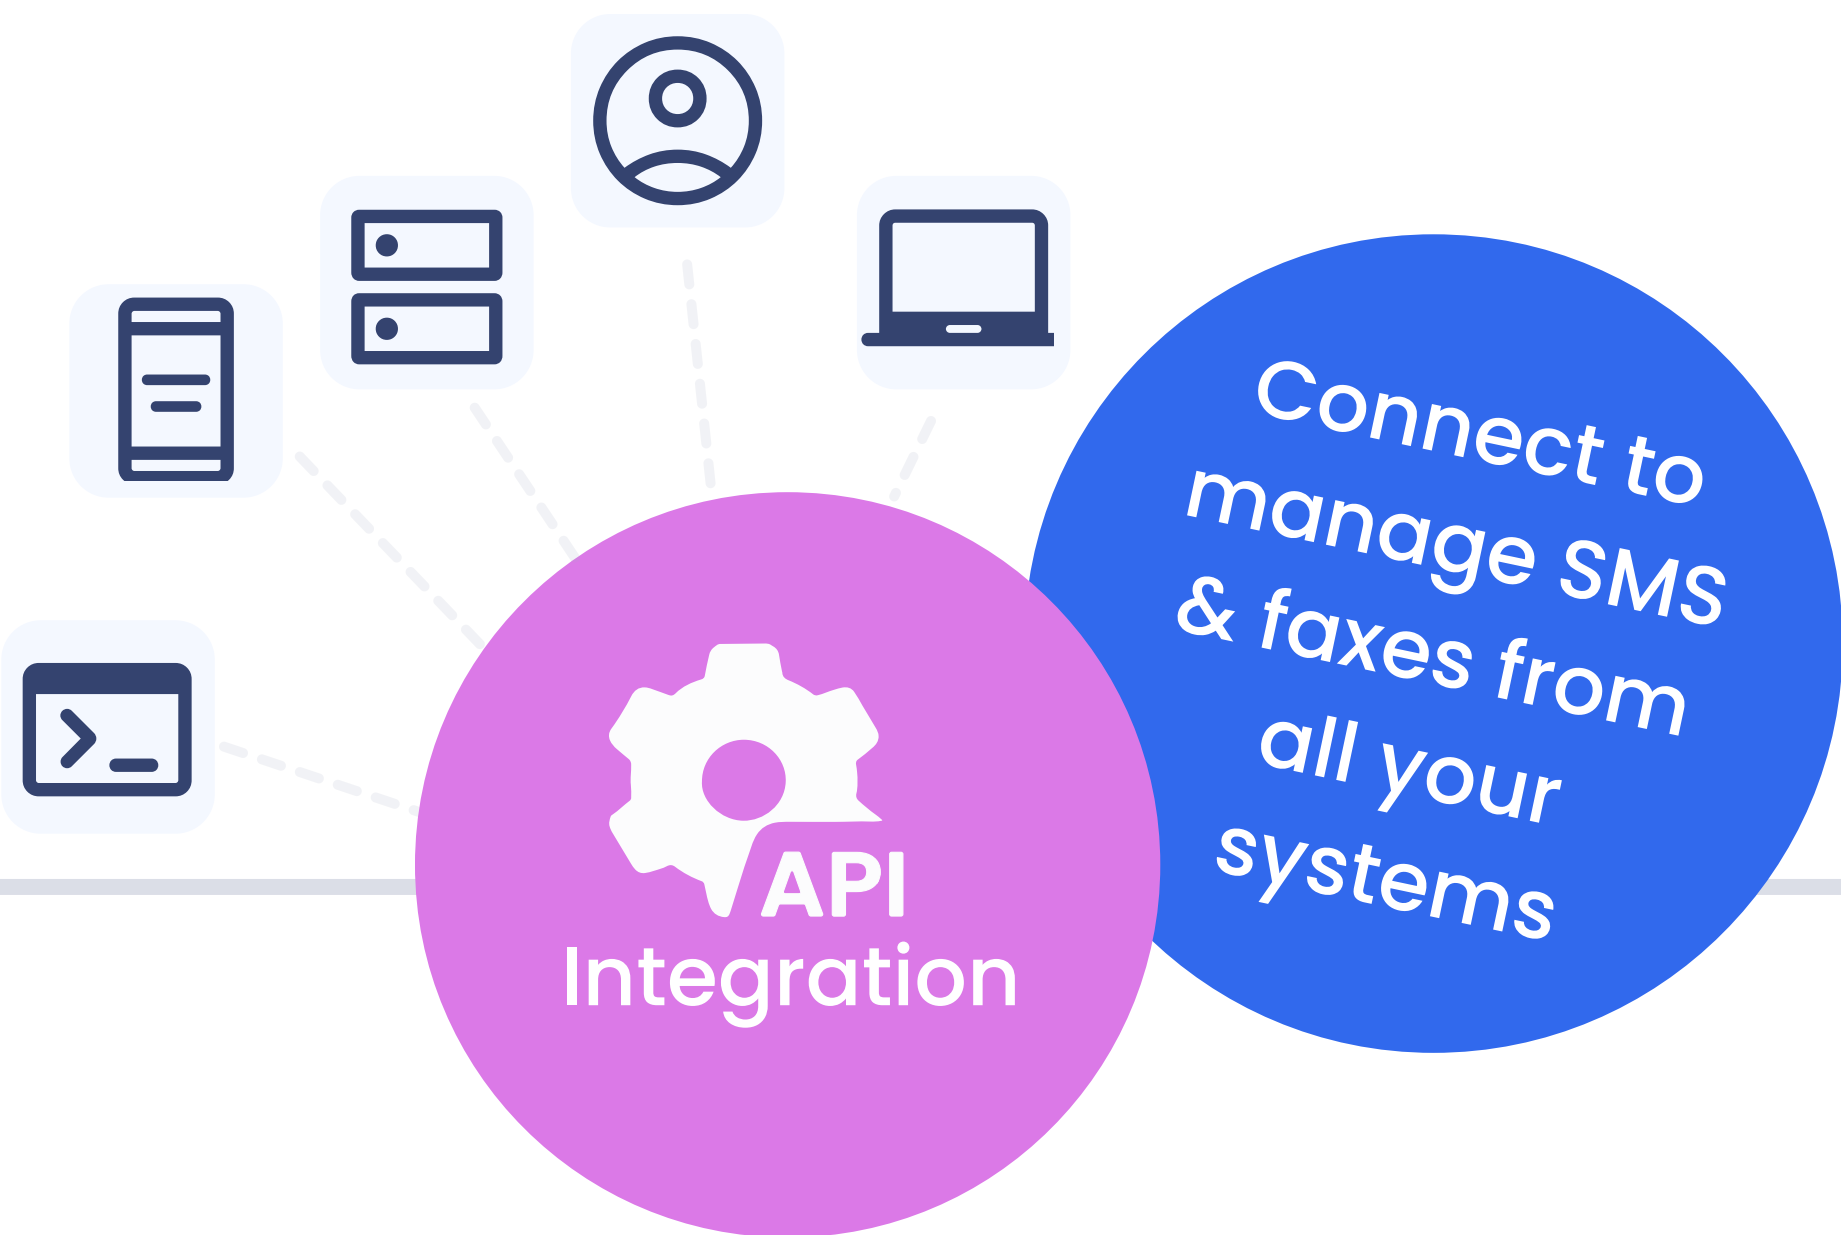 API
Integration
Connect to
manage SMS
& faxes from
all your
systems